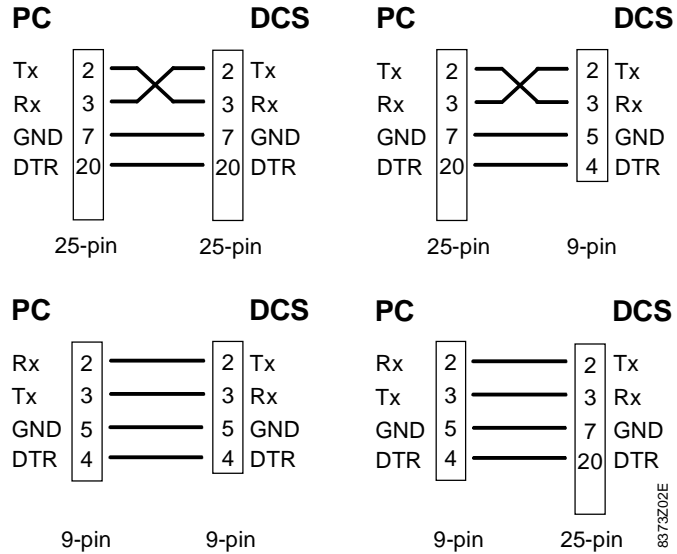 PC DCS
Tx 2 2 Tx
Rx 3 3 Rx
GND 7 7 GND
DTR 20 20 DTR
25-pin 25-pin
PC DCS
Tx 2 2 Tx
Rx 3 3 Rx
GND 7 5 GND
DTR 20 4 DTR
25-pin 9-pin
PC DCS
Rx 2 2 Tx
Tx 3 3 Rx
GND 5 5 GND
DTR 4 4 DTR
9-pin 9-pin
PC DCS
Rx 2 2 Tx
Tx 3 3 Rx
GND 5 7 GND
DTR 4 20 DTR
9-pin 25-pin
8373Z02E